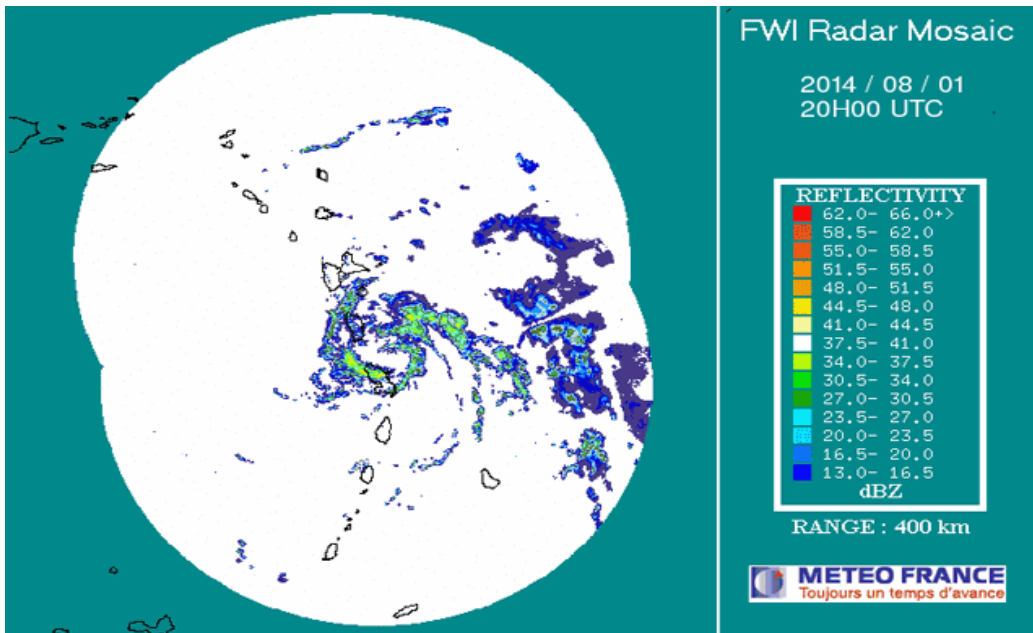 FWI Radar Mosaic
2014 / 08 / 01
20H00 UTC
REFLECTIVITY
62.0- 66.0+>
58.5- 62.0
55.0- 58.5
51.5- 55.0
48.0- 51.5
44.5- 48.0
41.0- 44.5
37.5- 41.0
34.0- 37.5
30.5- 34.0
27.0- 30.5
23.5- 27.0
20.0- 23.5
16.5- 20.0
13.0- 16.5
dBZ
RANGE : 400 km
METEO FRANCE
Toujours un temps d'avance